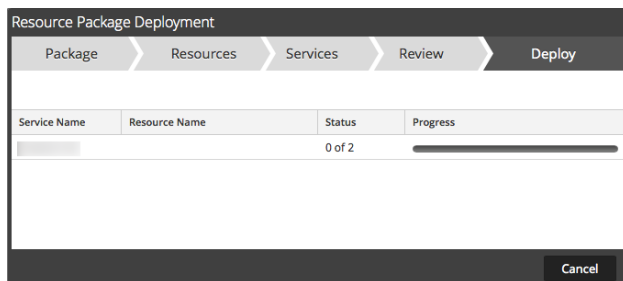 Resource Package Deployment
Package Resources Services Review Deploy
Service Name Resource Name Status Progress
0 of 2
Cancel